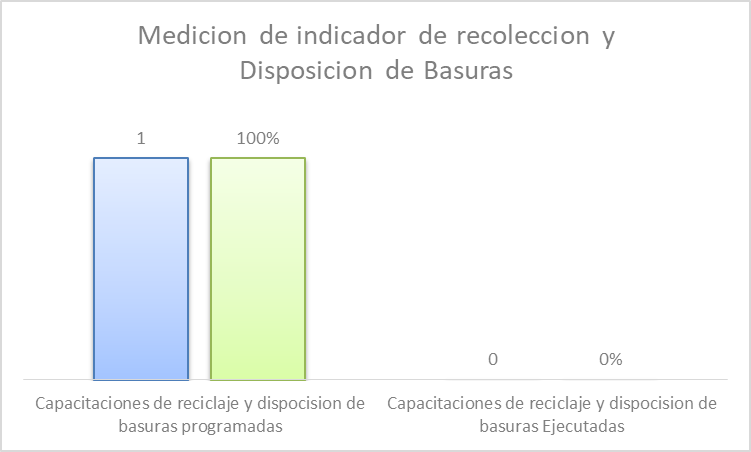 Medicion de indicador de recoleccion y
Disposicion de Basuras
1
100%
0
0%
Capacitaciones de reciclaje y dispocision de
basuras programadas
Capacitaciones de reciclaje y dispocision de
basuras Ejecutadas